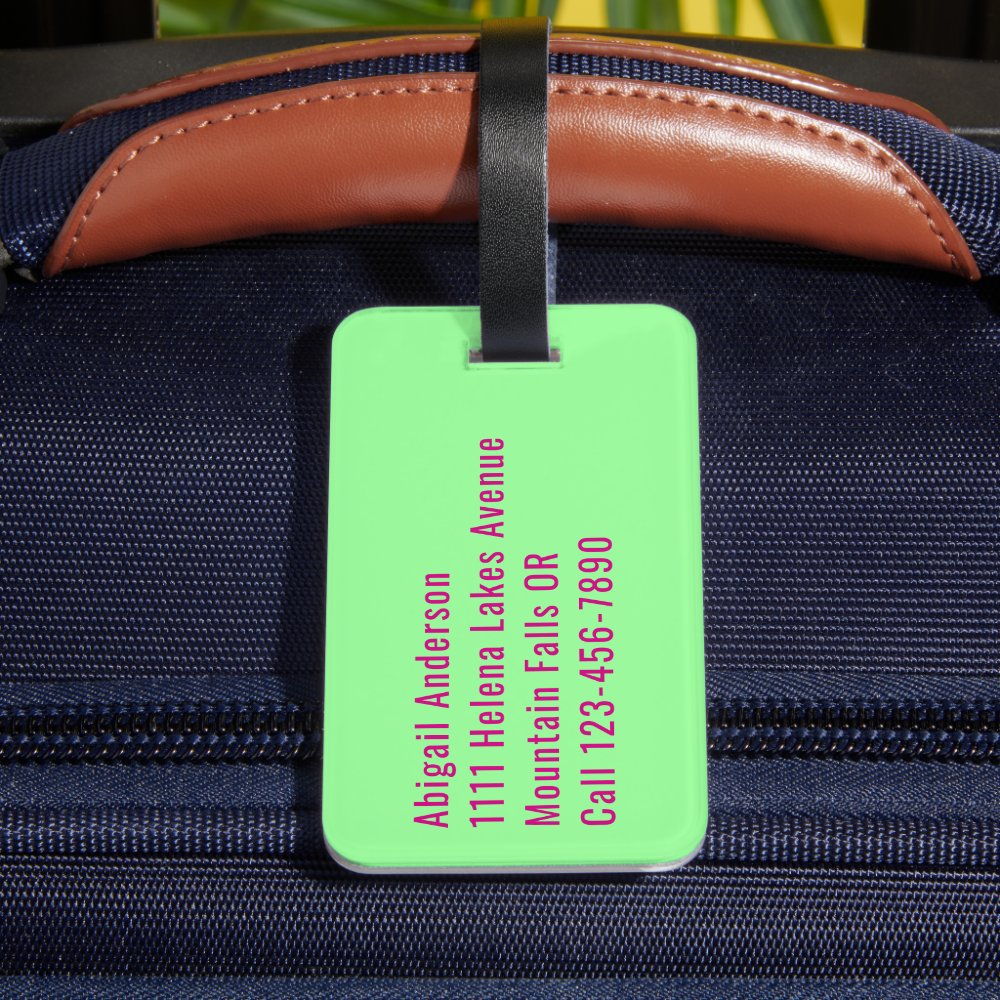 Abigail Anderson
1111 Helena Lakes Avenue
Mountain Falls OR
Call 123-456-7890